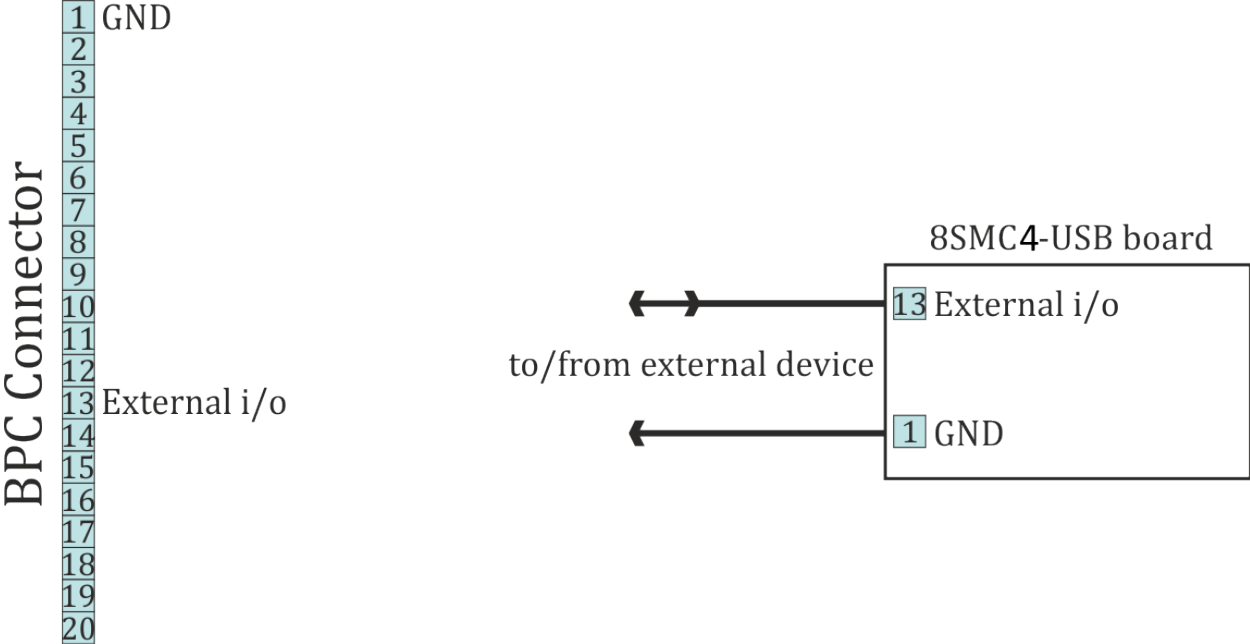 BPC Connector
1 GND
2
3
4
5
6
7
8
9
10
11
12
13 External i/o
14
15
16
17
18
19
20
8SMC4-USB board
13 External i/o
to/from external device
1 GND